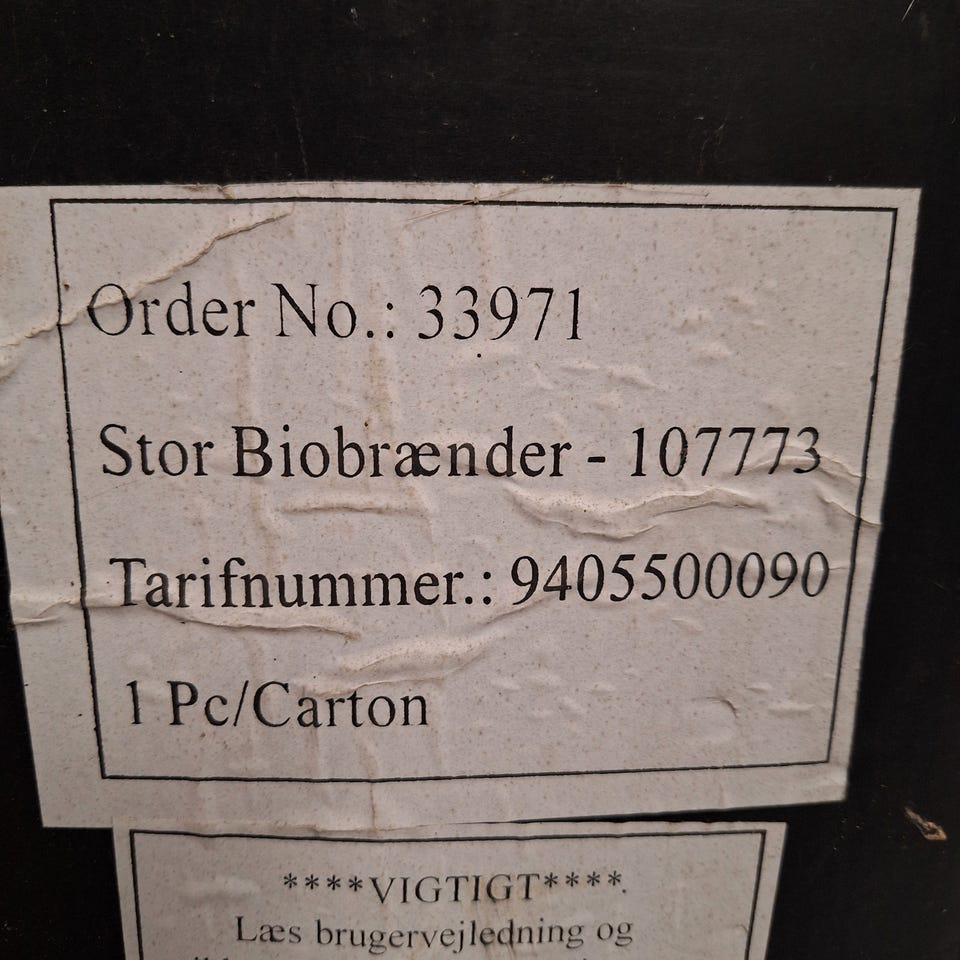 Order No.: 33971
Stor Biobrænder - 107773
Tarifnummer.: 9405500090
1 Pc/Carton
****VIGTIGT****.
Læs brugervejledning og